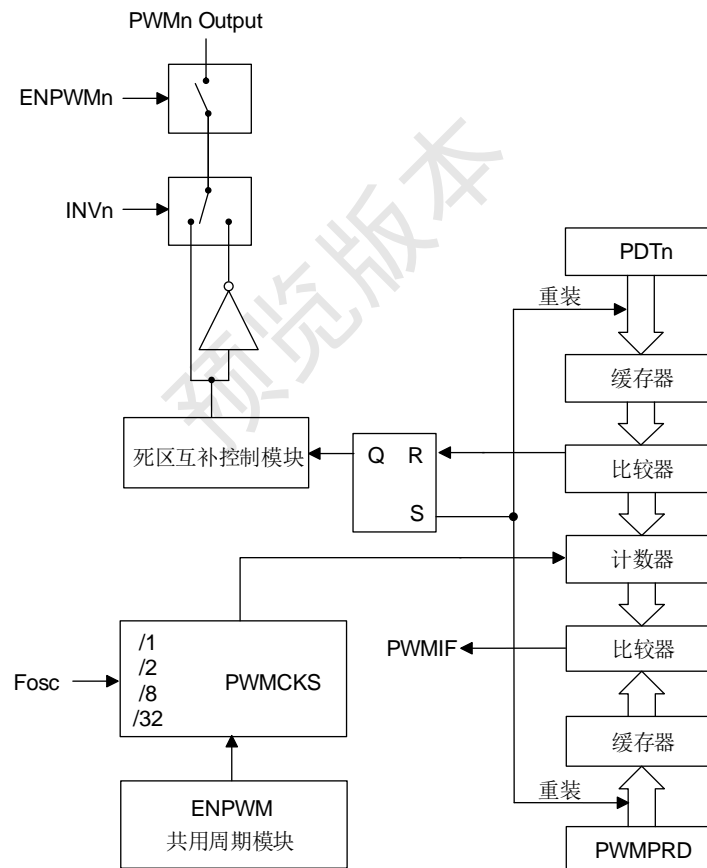 PWMn Output
ENPWMn
INVn
PDTn
重装
缓存器
死区互补控制模块
Q R
S
比较器
计数器
/1
/2
/8
/32
PWMCKS
Fosc
PWMIF
比较器
缓存器
重装
ENPWM
共用周期模块
PWMPRD
预览版本